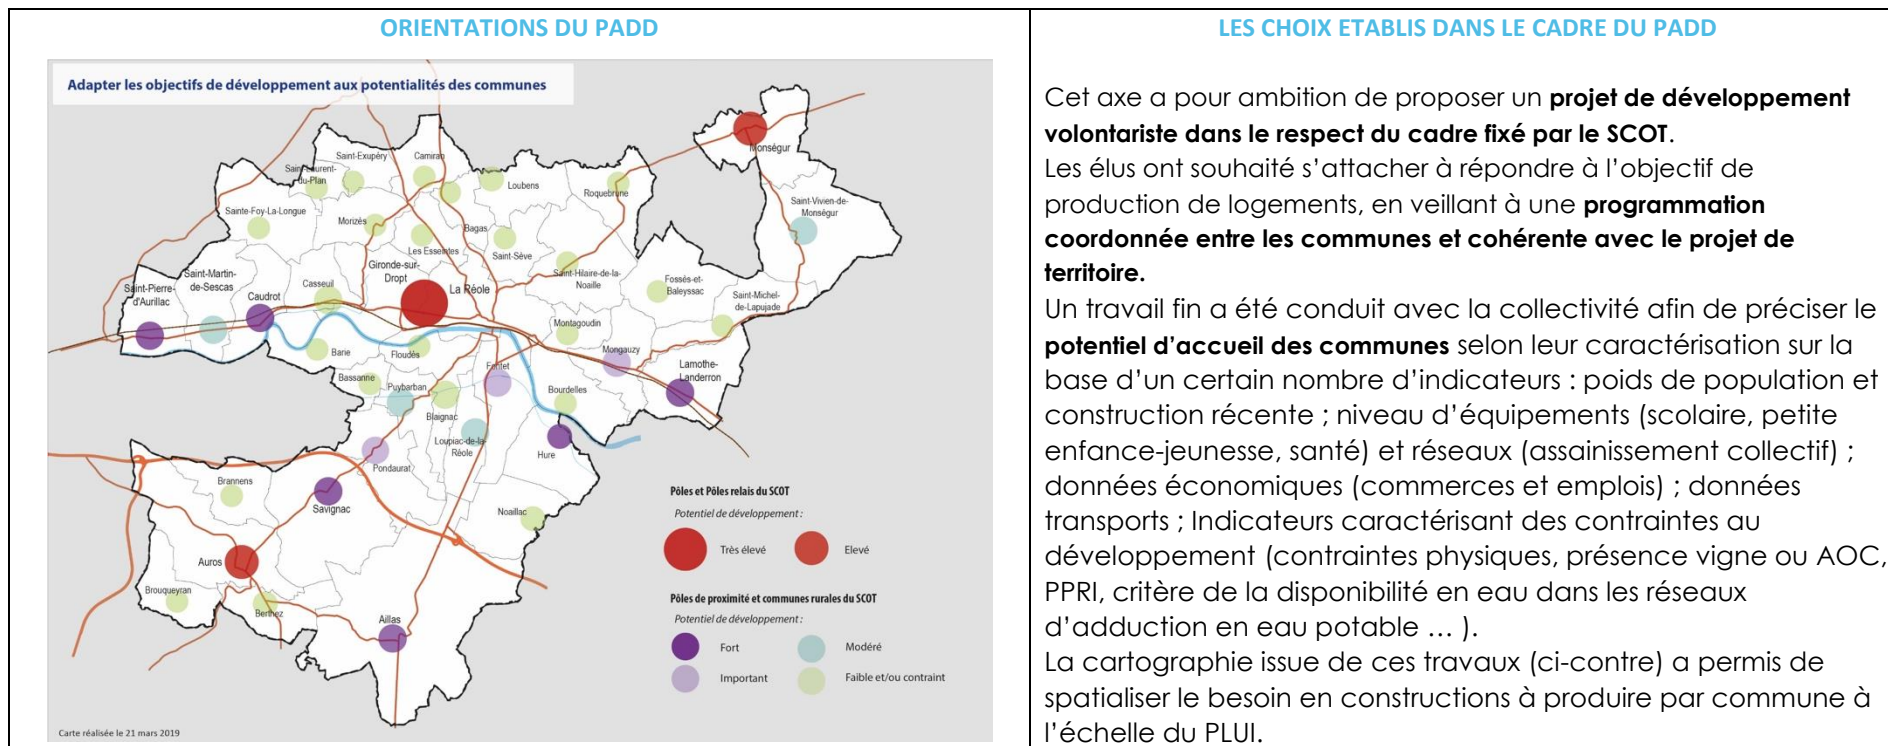 ORIENTATIONS DU PADD
Adapter les objectifs de développement aux potentialités des communes
Monségur
Saint-Exupéry
Camiran
Saint-Laurent-
du-Plan
Loubens
Roquebrune
Saint-Vivien-de-
Monségur
Sainte-Foy-La-Longue
Morizès
Bagas
Les Esseintes
Saint-Sève
Gironde-sur-
Dropt
La Réole
Saint-Hilaire-de-la-
Noaille
Fossés-et-
Baleyssac
Saint-Michel-
de-Lapujade
Saint-Martin-
de-Sescas
Saint-Pierre-
d'Aurillac
Caudrot
Casseuil
Montagoudin
Barie
Floudès
Mongauzy
Lamothe-
Landerron
Fontet
Bassanne
Puybarban
Bourdelles
Blaignac
Loupiac-de-la-
Réole
Hure
Pondaurat
Brannens
Savignac
Noaillac
Auros
Brouqueyran
Berthez
Aillas
Pôles et Pôles relais du SCOT
Potentiel de développement :
Très élevé
Elevé
Pôles de proximité et communes rurales du SCOT
Potentiel de développement :
Fort
Modéré
Important
Faible et/ou contraint
Carte réalisée le 21 mars 2019
LES CHOIX ETABLIS DANS LE CADRE DU PADD
Cet axe a pour ambition de proposer un projet de développement
volontariste dans le respect du cadre fixé par le SCOT.
Les élus ont souhaité s'attacher à répondre à l'objectif de
production de logements, en veillant à une programmation
coordonnée entre les communes et cohérente avec le projet de
territoire.
Un travail fin a été conduit avec la collectivité afin de préciser le
potentiel d'accueil des communes selon leur caractérisation sur la
base d'un certain nombre d'indicateurs : poids de population et
construction récente ; niveau d'équipements (scolaire, petite
enfance-jeunesse, santé) et réseaux (assainissement collectif) ;
données économiques (commerces et emplois) ; données
transports ; Indicateurs caractérisant des contraintes au
développement (contraintes physiques, présence vigne ou AOC,
PPRI, critère de la disponibilité en eau dans les réseaux
d'adduction en eau potable … ).
La cartographie issue de ces travaux (ci-contre) a permis de
spatialiser le besoin en constructions à produire par commune à
l'échelle du PLUI.